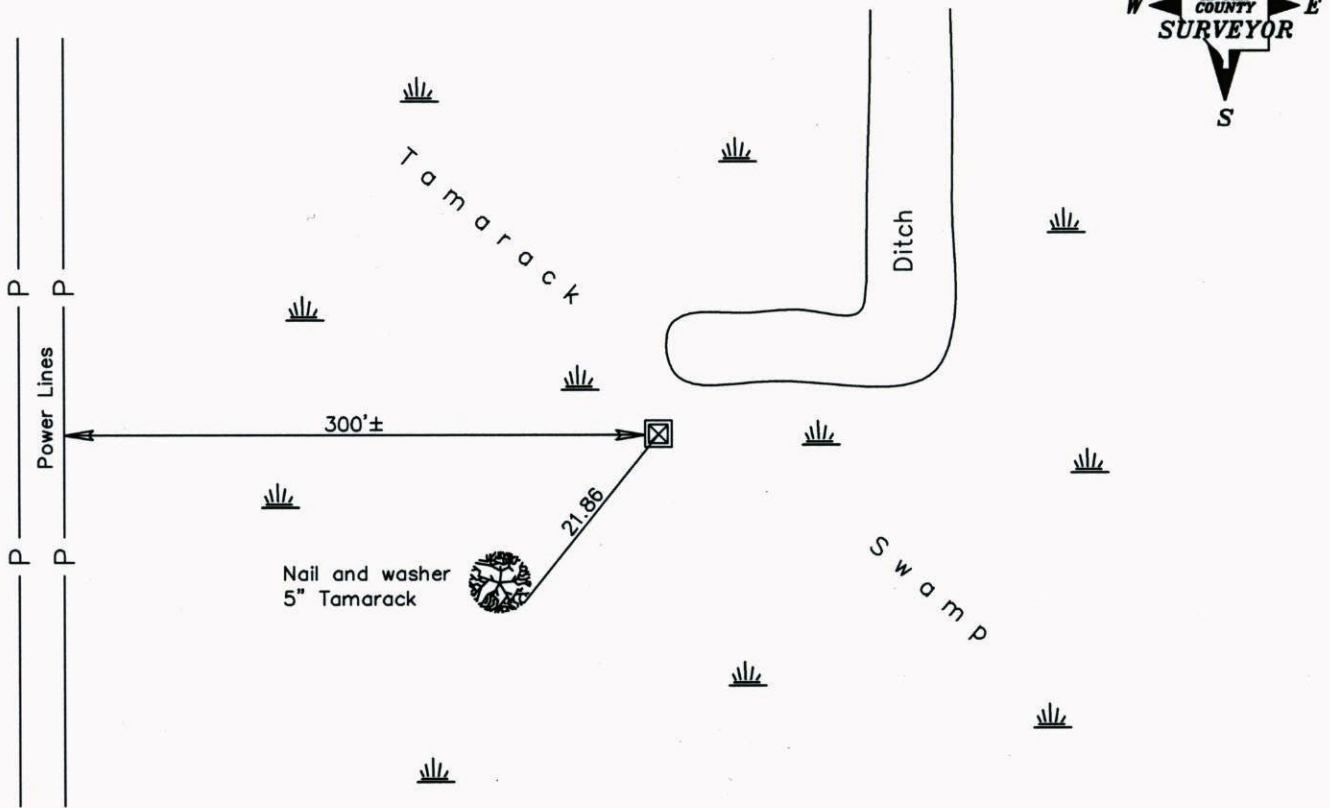 W COUNTY E
SURVEYOR
S
Tamarack
Ditch
P P
Power Lines
300'±
21.86
P P
Nail and washer
5" Tamarack
Swamp